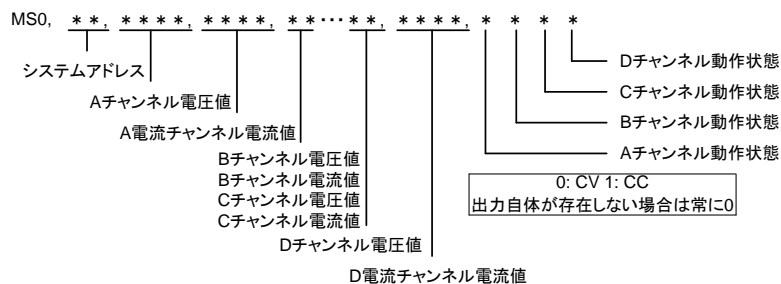 MS0, **, ****, ****, **···**, ****, * * * *
Dチャンネル動作状態
システムアドレス
Cチャンネル動作状態
Aチャンネル電圧値
Bチャンネル動作状態
A電流チャンネル電流値
Aチャンネル動作状態
Bチャンネル電圧値
Bチャンネル電流値
Cチャンネル電圧値
Cチャンネル電流値
0: CV 1: CC
出力自体が存在しない場合は常に0
Dチャンネル電圧値
D電流チャンネル電流値